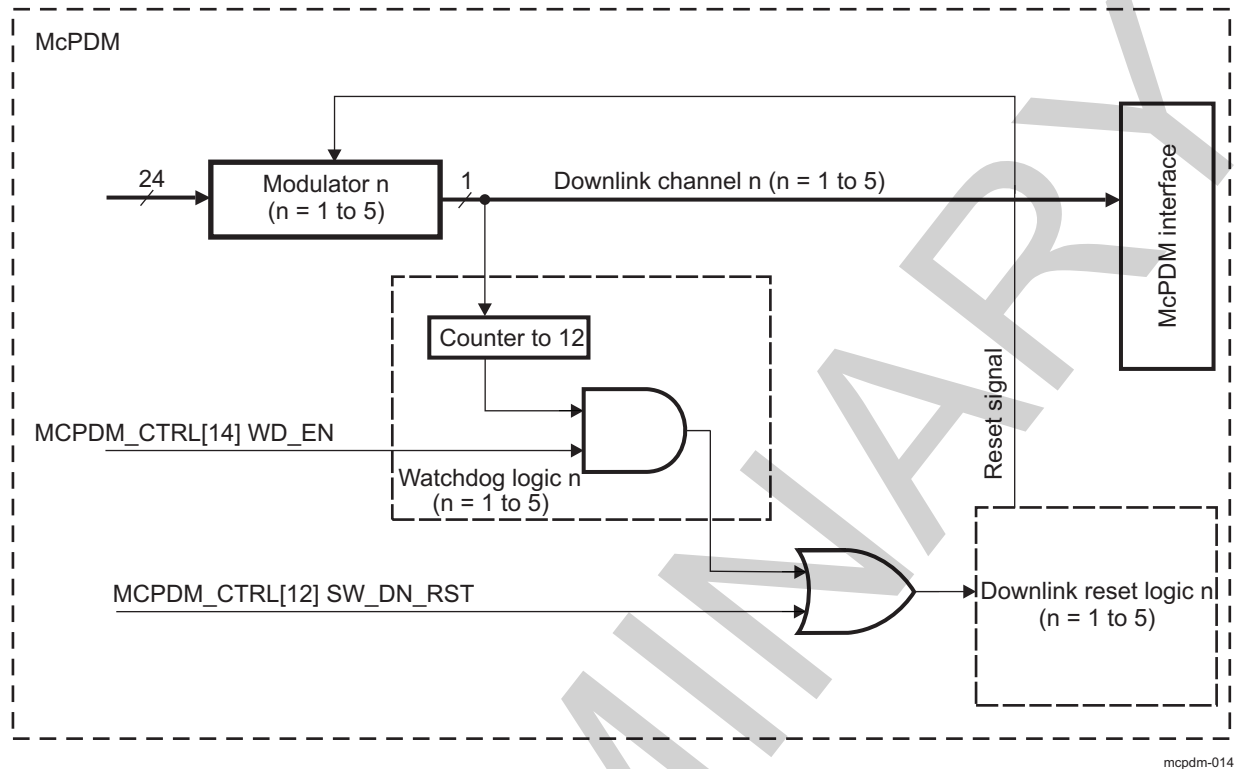 McPDM
24
Modulator n
(n = 1 to 5)
1
Downlink channel n (n = 1 to 5)
McPDM interface
Counter to 12
Reset signal
MCPDM_CTRL[14] WD_EN
Watchdog logic n
(n = 1 to 5)
MCPDM_CTRL[12] SW_DN_RST
Downlink reset logic n
(n = 1 to 5)
MINARY
mcpdm-014